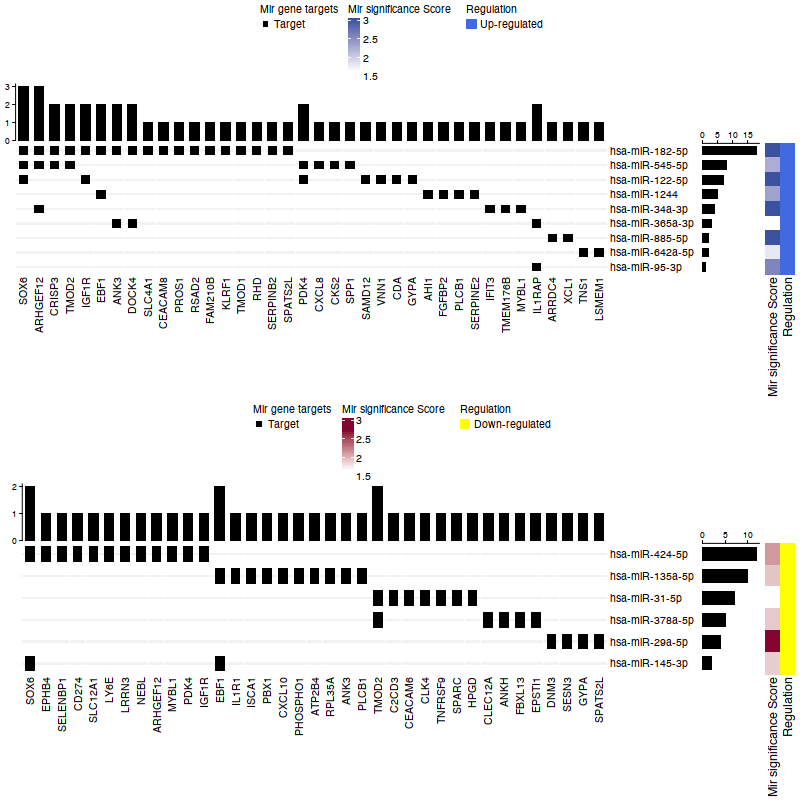 Mir gene targets Mir significance Score Regulation
Target 3 Up-regulated
2.5
2
1.5
3
2
1
0
0 5 10 15
hsa-miR-182-5p
hsa-miR-545-5p
hsa-miR-122-5p
hsa-miR-1244
hsa-miR-34a-3p
hsa-miR-365a-3p
hsa-miR-885-5p
hsa-miR-642a-5p
hsa-miR-95-3p
SOX6
ARHGEF12
CRISP3
TMOD2
IGF1R
EBF1
ANK3
DOCK4
SLC4A1
CEACAM8
PROS1
RSAD2
FAM210B
KLRF1
TMOD1
RHD
SERPINB2
SPATS2L
PDK4
CXCL8
CKS2
SPP1
SAMD12
VNN1
CDA
GYPA
AHI1
FGFBP2
PLCB1
SERPINE2
IFIT3
TMEM176B
MYBL1
IL1RAP
ARRDC4
XCL1
TNS1
LSMEM1
Mir significance Score
Regulation
Mir gene targets Mir significance Score Regulation
Target 3 Down-regulated
2.5
2
1.5
2
1
0
0 5 10
hsa-miR-424-5p
hsa-miR-135a-5p
hsa-miR-31-5p
hsa-miR-378a-5p
hsa-miR-29a-5p
hsa-miR-145-3p
SOX6
EPHB4
SELENBP1
CD274
SLC12A1
LY6E
LRRN3
NEBL
ARHGEF12
MYBL1
PDK4
IGF1R
EBF1
IL1R1
ISCA1
PBX1
CXCL10
PHOSPHO1
ATP2B4
RPL35A
ANK3
PLCB1
TMOD2
C2CD3
CEACAM6
CLK4
TNFRSF9
SPARC
HPGD
CLEC12A
ANKH
FBXL13
EPSTI1
DNM3
SESN3
GYPA
SPATS2L
Mir significance Score
Regulation